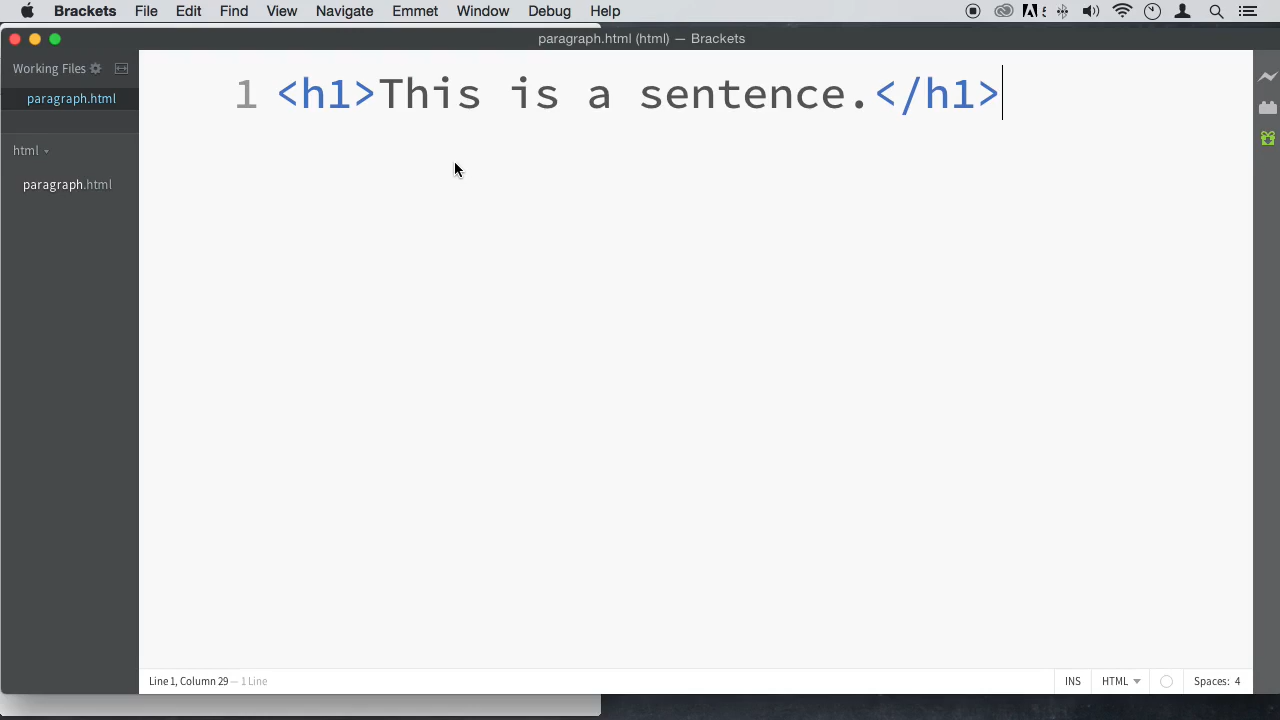 Brackets File Edit Find View Navigate Emmet Window Debug Help
paragraph.html (html) — Brackets
Working Files
paragraph.html
html
paragraph.html
1 <h1>This is a sentence.</h1>
Line 1, Column 29 — 1 Line
INS HTML Spaces: 4